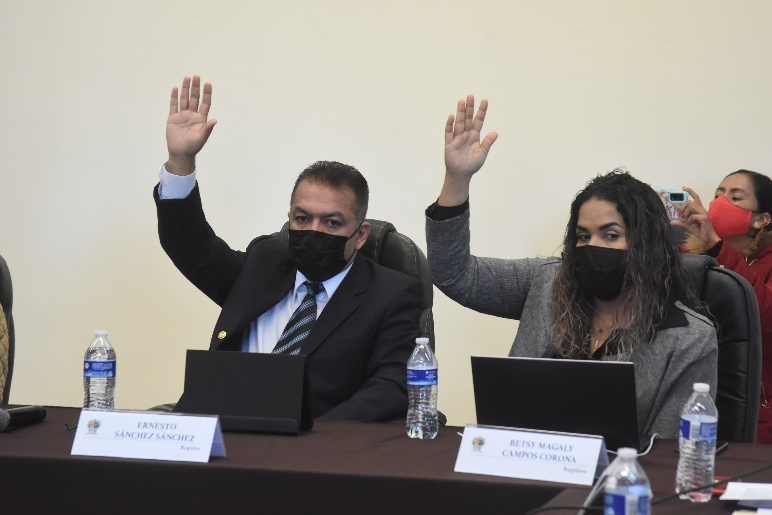 ERNESTO
SÁNCHEZ SÁNCHEZ
Regidor
BETSY MAGALY
CAMPOS CORONA
Regidora